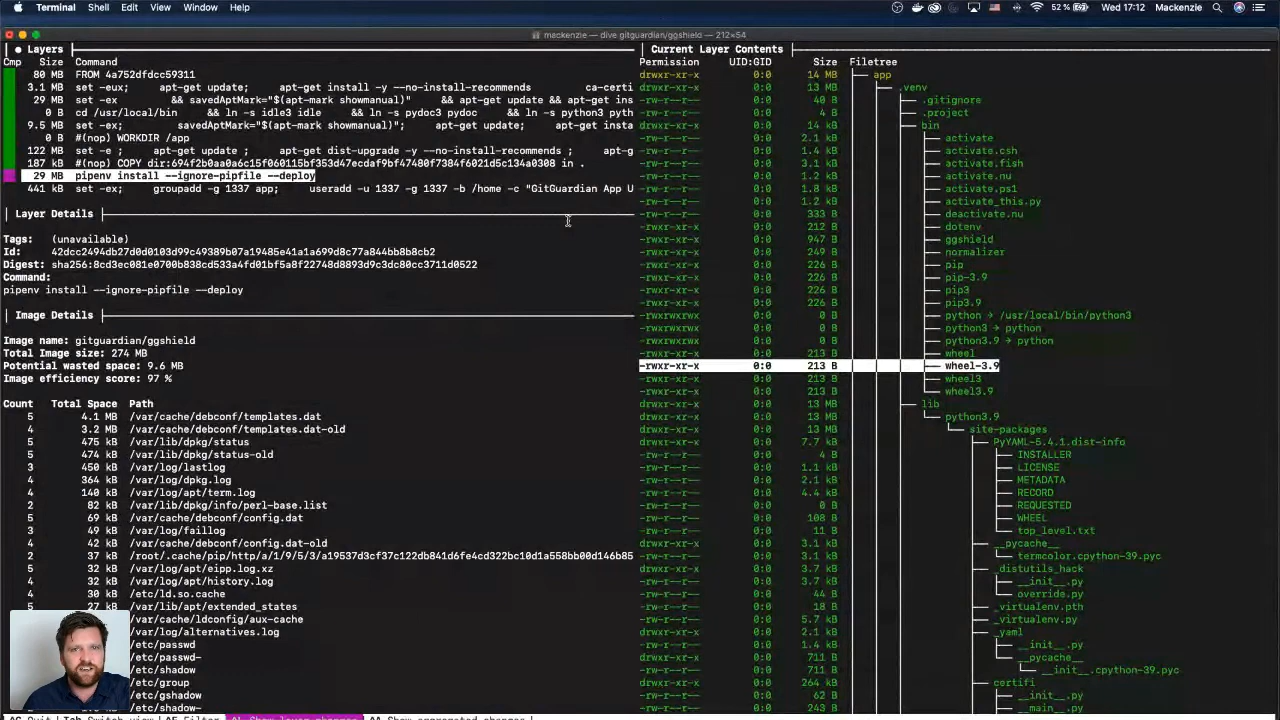 Terminal Shell Edit View Window Help 52 % Wed 17:12 Mackenzie
mackenzie — dive gitguardian/ggshield — 212×54
● Layers
Cmp Size Command
80 MB FROM 4a752dfdcc59311
3.1 MB set -eux; apt-get update; apt-get install -y --no-install-recommends ca-certi
29 MB set -ex && savedAptMark="$(apt-mark showmanual)" && apt-get update && apt-get ins
0 B cd /usr/local/bin && ln -s idle3 idle && ln -s pydoc3 pydoc && ln -s python3 pyth
9.5 MB set -ex; savedAptMark="$(apt-mark showmanual)"; apt-get update; apt-get insta
0 B #(nop) WORKDIR /app
122 MB set -e ; apt-get update ; apt-get dist-upgrade -y --no-install-recommends ; apt-g
187 kB #(nop) COPY dir:694f2b0aa0a6c15f060115bf353d47ecdaf9bf47480f7384f6021d5c134a0308 in .
29 MB pipenv install --ignore-pipfile --deploy
441 kB set -ex; groupadd -g 1337 app; useradd -u 1337 -g 1337 -b /home -c "GitGuardian App U
Layer Details
Tags: (unavailable)
Id: 42dcc2494db27d0d0103d99c49389b07a19485e41a1a699d8c77a844bb8b8cb2
Digest: sha256:8cd3ec081e0700b838cd533a4fd01bf5a8f22748d8893d9c3dc80cc3711d0522
Command:
pipenv install --ignore-pipfile --deploy
Image Details
Image name: gitguardian/ggshield
Total Image size: 274 MB
Potential wasted space: 9.6 MB
Image efficiency score: 97 %
Count Total Space Path
5 4.1 MB /var/cache/debconf/templates.dat
4 3.2 MB /var/cache/debconf/templates.dat-old
5 475 kB /var/lib/dpkg/status
5 474 kB /var/lib/dpkg/status-old
3 450 kB /var/log/lastlog
4 364 kB /var/log/dpkg.log
4 140 kB /var/log/apt/term.log
2 82 kB /var/lib/dpkg/info/perl-base.list
5 69 kB /var/cache/debconf/config.dat
3 49 kB /var/log/faillog
4 42 kB /var/cache/debconf/config.dat-old
2 37 kB /root/.cache/pip/http/a/1/9/5/3/a19537d3cf37c122db841d6fe4cd322bc10d1a558bb00d146b85
5 32 kB /var/log/apt/eipp.log.xz
4 32 kB /var/log/apt/history.log
4 30 kB /etc/ld.so.cache
5 27 kB /var/lib/apt/extended_states
/var/cache/ldconfig/aux-cache
/var/log/alternatives.log
/etc/passwd
/etc/passwd-
/etc/shadow
/etc/group
/etc/gshadow
Current Layer Contents
Permission UID:GID Size Filetree
drwxr-xr-x 0:0 14 MB app
drwxr-xr-x 0:0 13 MB .venv
-rw-r--r-- 0:0 40 B .gitignore
-rw-r--r-- 0:0 4 B .project
drwxr-xr-x 0:0 14 kB bin
-rw-r--r-- 0:0 2.1 kB activate
-rw-r--r-- 0:0 1.4 kB activate.csh
-rw-r--r-- 0:0 3.1 kB activate.fish
-rw-r--r-- 0:0 1.2 kB activate.nu
-rw-r--r-- 0:0 1.8 kB activate.ps1
-rw-r--r-- 0:0 1.2 kB activate_this.py
-rw-r--r-- 0:0 333 B deactivate.nu
-rwxr-xr-x 0:0 212 B dotenv
-rwxr-xr-x 0:0 947 B ggshield
-rwxr-xr-x 0:0 249 B normalizer
-rwxr-xr-x 0:0 226 B pip
-rwxr-xr-x 0:0 226 B pip-3.9
-rwxr-xr-x 0:0 226 B pip3
-rwxr-xr-x 0:0 226 B pip3.9
-rwxrwxrwx 0:0 0 B python → /usr/local/bin/python3
-rwxrwxrwx 0:0 0 B python3 → python
-rwxrwxrwx 0:0 0 B python3.9 → python
-rwxr-xr-x 0:0 213 B wheel
-rwxr-xr-x 0:0 213 B wheel-3.9
-rwxr-xr-x 0:0 213 B wheel3
-rwxr-xr-x 0:0 213 B wheel3.9
drwxr-xr-x 0:0 13 MB lib
drwxr-xr-x 0:0 13 MB python3.9
drwxr-xr-x 0:0 13 MB site-packages
drwxr-xr-x 0:0 7.7 kB PyYAML-5.4.1.dist-info
-rw-r--r-- 0:0 4 B INSTALLER
-rw-r--r-- 0:0 1.1 kB LICENSE
-rw-r--r-- 0:0 2.1 kB METADATA
-rw-r--r-- 0:0 4.4 kB RECORD
-rw-r--r-- 0:0 0 B REQUESTED
-rw-r--r-- 0:0 108 B WHEEL
-rw-r--r-- 0:0 11 B top_level.txt
drwxr-xr-x 0:0 3.1 kB __pycache__
-rw-r--r-- 0:0 3.1 kB termcolor.cpython-39.pyc
drwxr-xr-x 0:0 3.7 kB _distutils_hack
-rw-r--r-- 0:0 3.7 kB __init__.py
-rw-r--r-- 0:0 44 B override.py
-rw-r--r-- 0:0 18 B _virtualenv.pth
-rw-r--r-- 0:0 5.7 kB _virtualenv.py
drwxr-xr-x 0:0 2.1 kB _yaml
-rw-r--r-- 0:0 1.4 kB __init__.py
drwxr-xr-x 0:0 711 B __pycache__
-rw-r--r-- 0:0 711 B __init__.cpython-39.pyc
drwxr-xr-x 0:0 264 kB certifi
-rw-r--r-- 0:0 62 B __init__.py
-rw-r--r-- 0:0 243 B __main__.py